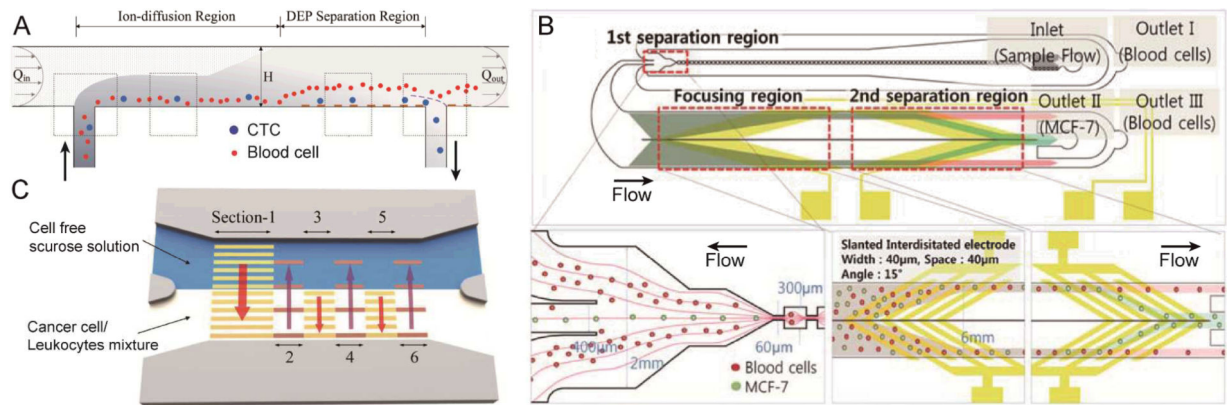 A
Ion-diffusion Region
DEP Separation Region
Qin
H
Qout
CTC
Blood cell
B
1st separation region
Inlet
(Sample Flow)
Outlet I
(Blood cells)
Focusing region
2nd separation region
Outlet II
(MCF-7)
Outlet III
(Blood cells)
Flow
Flow
400μm
2mm
60μm
300μm
Blood cells
MCF-7
Slanted Interdisitated electrode
Width : 40μm, Space : 40μm
Angle : 15°
6mm
Flow
C
Section-1
3
5
Cell free
scurose solution
Cancer cell/
Leukocytes mixture
2
4
6